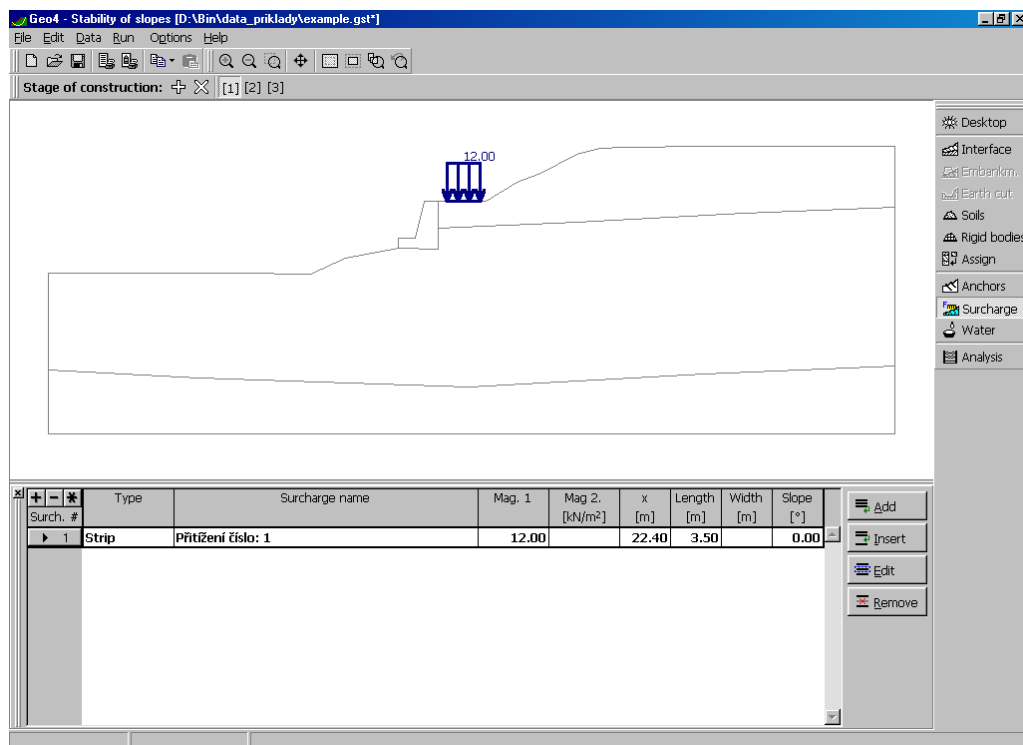 Geo4 - Stability of slopes [D:\Bin\data_priklady\example.gst*]
File Edit Data Run Options Help
Stage of construction: [1] [2] [3]
12.00
Desktop
Interface
Embankm.
Earth cut
Soils
Rigid bodies
Assign
Anchors
Surcharge
Water
Analysis
Surch. # Type Surcharge name Mag. 1 Mag 2. x Length Width Slope
[kN/m²] [m] [m] [m] [°]
1 Strip Přitížení číslo: 1 12.00 22.40 3.50 0.00
Add
Insert
Edit
Remove